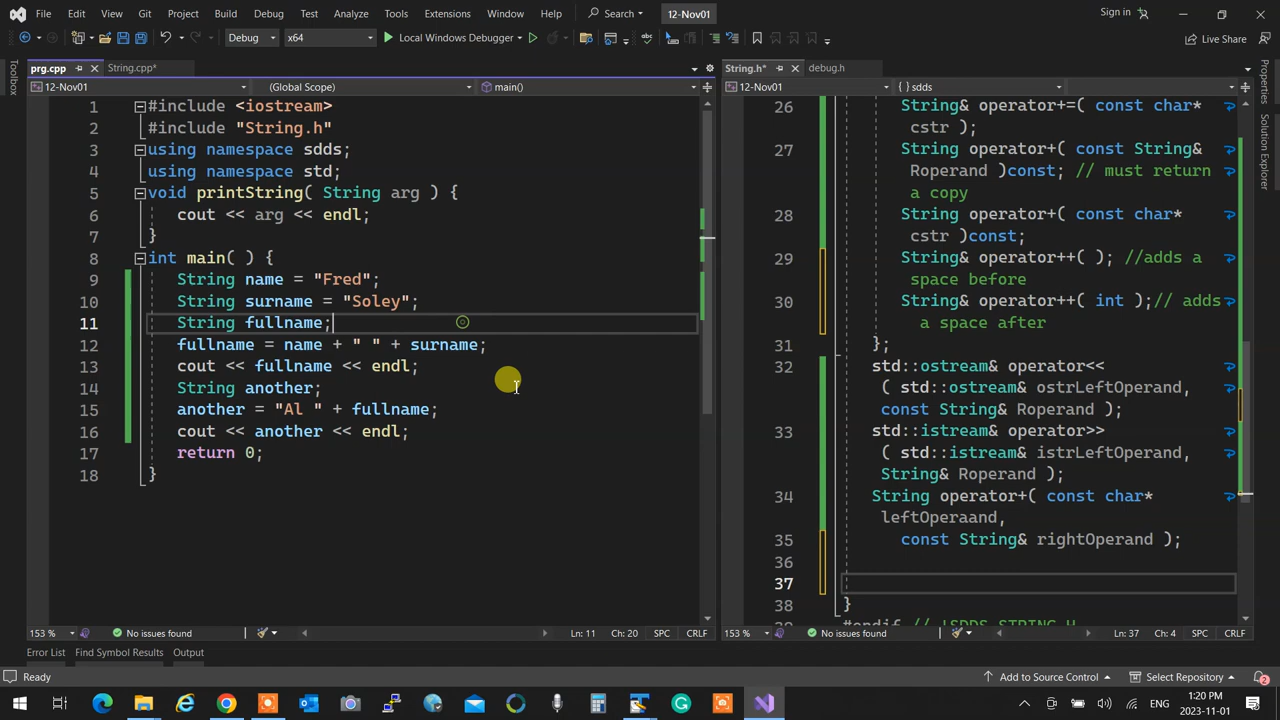 File Edit View Git Project Build Debug Test Analyze Tools Extensions Window Help Search 12-Nov01 Sign in
Debug x64 Local Windows Debugger Live Share
prg.cpp String.cpp*
12-Nov01 (Global Scope) main()
1 #include <iostream>
2 #include "String.h"
3 using namespace sdds;
4 using namespace std;
5 void printString( String arg ) {
6 cout << arg << endl;
7 }
8 int main( ) {
9 String name = "Fred";
10 String surname = "Soley";
11 String fullname;
12 fullname = name + " " + surname;
13 cout << fullname << endl;
14 String another;
15 another = "Al " + fullname;
16 cout << another << endl;
17 return 0;
18 }
153 % No issues found Ln: 11 Ch: 20 SPC CRLF
String.h* debug.h
12-Nov01 { } sdds
26 String& operator+=( const char*
cstr );
27 String operator+( const String&
Roperand )const; // must return
a copy
28 String operator+( const char*
cstr )const;
29 String& operator++( ); //adds a
space before
30 String& operator++( int );// adds
a space after
31 };
32 std::ostream& operator<<
( std::ostream& ostrLeftOperand,
const String& Roperand );
33 std::istream& operator>>
( std::istream& istrLeftOperand,
String& Roperand );
34 String operator+( const char*
leftOperaand,
35 const String& rightOperand );
36
37
38 }
#endif // !SDDS_STRING_H
153 % No issues found Ln: 37 Ch: 4 SPC CRLF
Toolbox
Properties
Solution Explorer
Error List Find Symbol Results Output
Ready Add to Source Control Select Repository 2
ENG 1:20 PM 2023-11-01